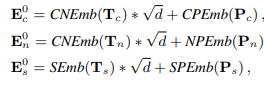 E_c^0 = CNEmb(T_c) * √d + CPEmb(P_c),
E_n^0 = CNEmb(T_n) * √d + NPEmb(P_n)
E_s^0 = SEmb(T_s) * √d + SPEmb(P_s),